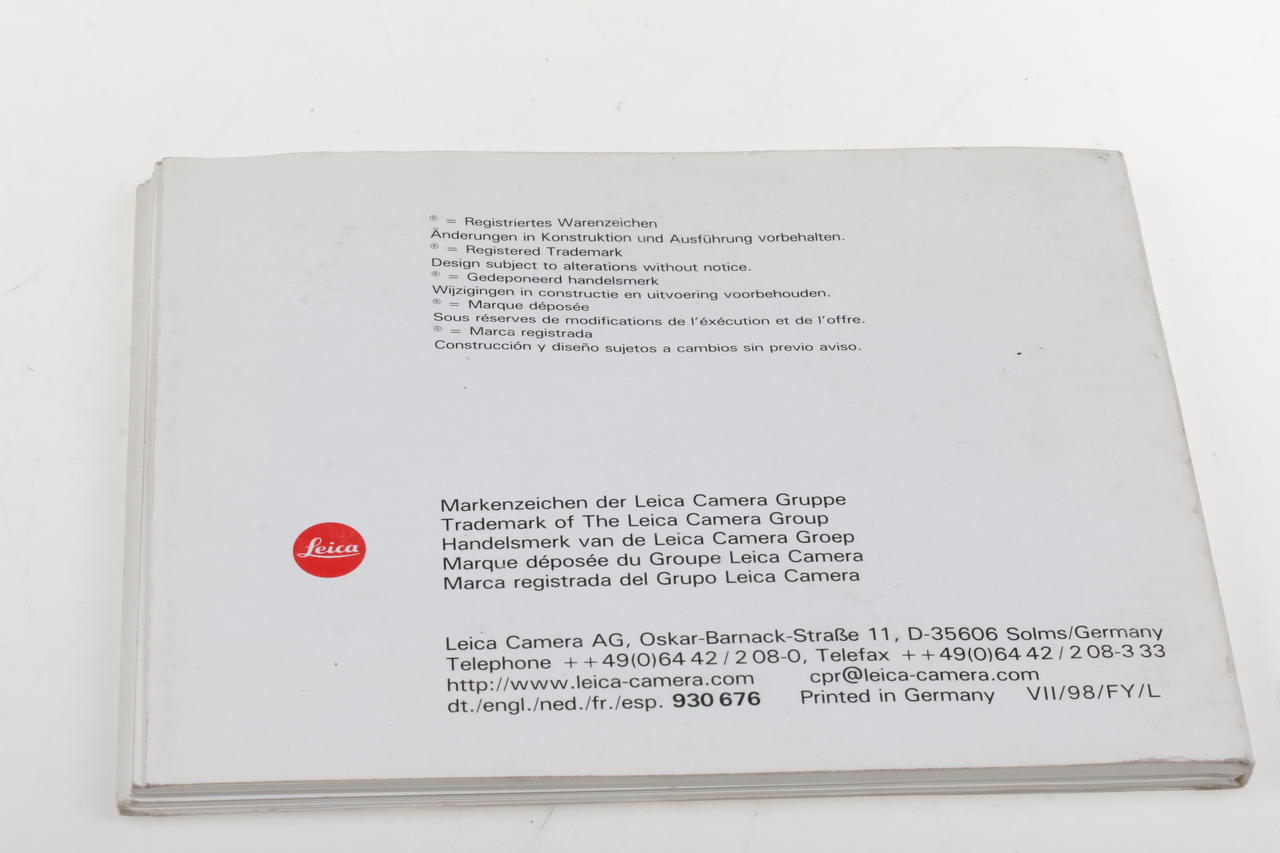 ® = Registriertes Warenzeichen
Änderungen in Konstruktion und Ausführung vorbehalten.
® = Registered Trademark
Design subject to alterations without notice.
® = Gedeponeerd handelsmerk
Wijzigingen in constructie en uitvoering voorbehouden.
® = Marque déposée
Sous réserves de modifications de l'éxécution et de l'offre.
® = Marca registrada
Construcción y diseño sujetos a cambios sin previo aviso.
Leica
Markenzeichen der Leica Camera Gruppe
Trademark of The Leica Camera Group
Handelsmerk van de Leica Camera Groep
Marque déposée du Groupe Leica Camera
Marca registrada del Grupo Leica Camera
Leica Camera AG, Oskar-Barnack-Straße 11, D-35606 Solms/Germany
Telephone ++49(0)64 42 / 2 08-0, Telefax ++49(0)64 42 / 2 08-3 33
http://www.leica-camera.com cpr@leica-camera.com
dt./engl./ned./fr./esp. 930 676 Printed in Germany VII/98/FY/L